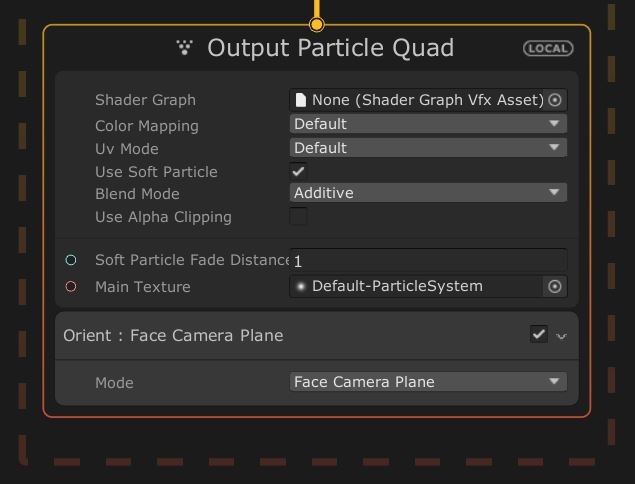 Output Particle Quad LOCAL
Shader Graph None (Shader Graph Vfx Asset)
Color Mapping Default
Uv Mode Default
Use Soft Particle
Blend Mode Additive
Use Alpha Clipping
Soft Particle Fade Distance 1
Main Texture Default-ParticleSystem
Orient : Face Camera Plane
Mode Face Camera Plane